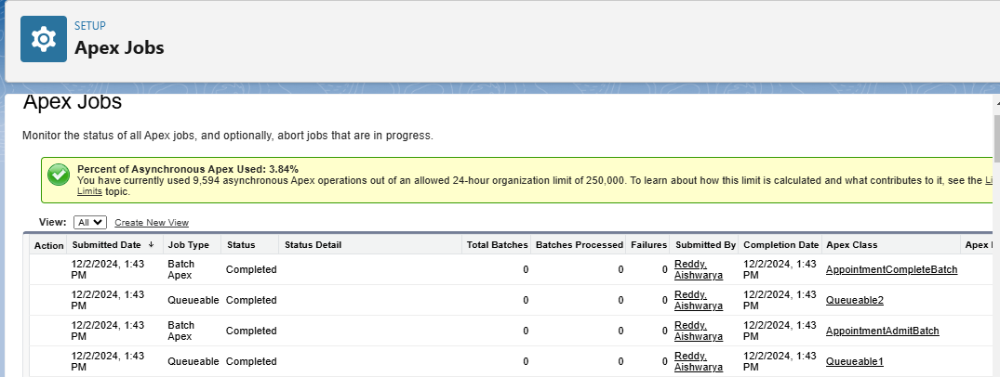 SETUP
Apex Jobs
Apex Jobs
Monitor the status of all Apex jobs, and optionally, abort jobs that are in progress.
Percent of Asynchronous Apex Used: 3.84%
You have currently used 9,594 asynchronous Apex operations out of an allowed 24-hour organization limit of 250,000. To learn about how this limit is calculated and what contributes to it, see the Li
Limits topic.
View: All Create New View
Action Submitted Date Job Type Status Status Detail Total Batches Batches Processed Failures Submitted By Completion Date Apex Class Apex
12/2/2024, 1:43 PM Batch Apex Completed 0 0 0 Reddy, Aishwarya 12/2/2024, 1:43 PM AppointmentCompleteBatch
12/2/2024, 1:43 PM Queueable Completed 0 0 0 Reddy, Aishwarya 12/2/2024, 1:43 PM Queueable2
12/2/2024, 1:43 PM Batch Apex Completed 0 0 0 Reddy, Aishwarya 12/2/2024, 1:43 PM AppointmentAdmitBatch
12/2/2024, 1:43 PM Queueable Completed 0 0 0 Reddy, Aishwarya 12/2/2024, 1:43 PM Queueable1